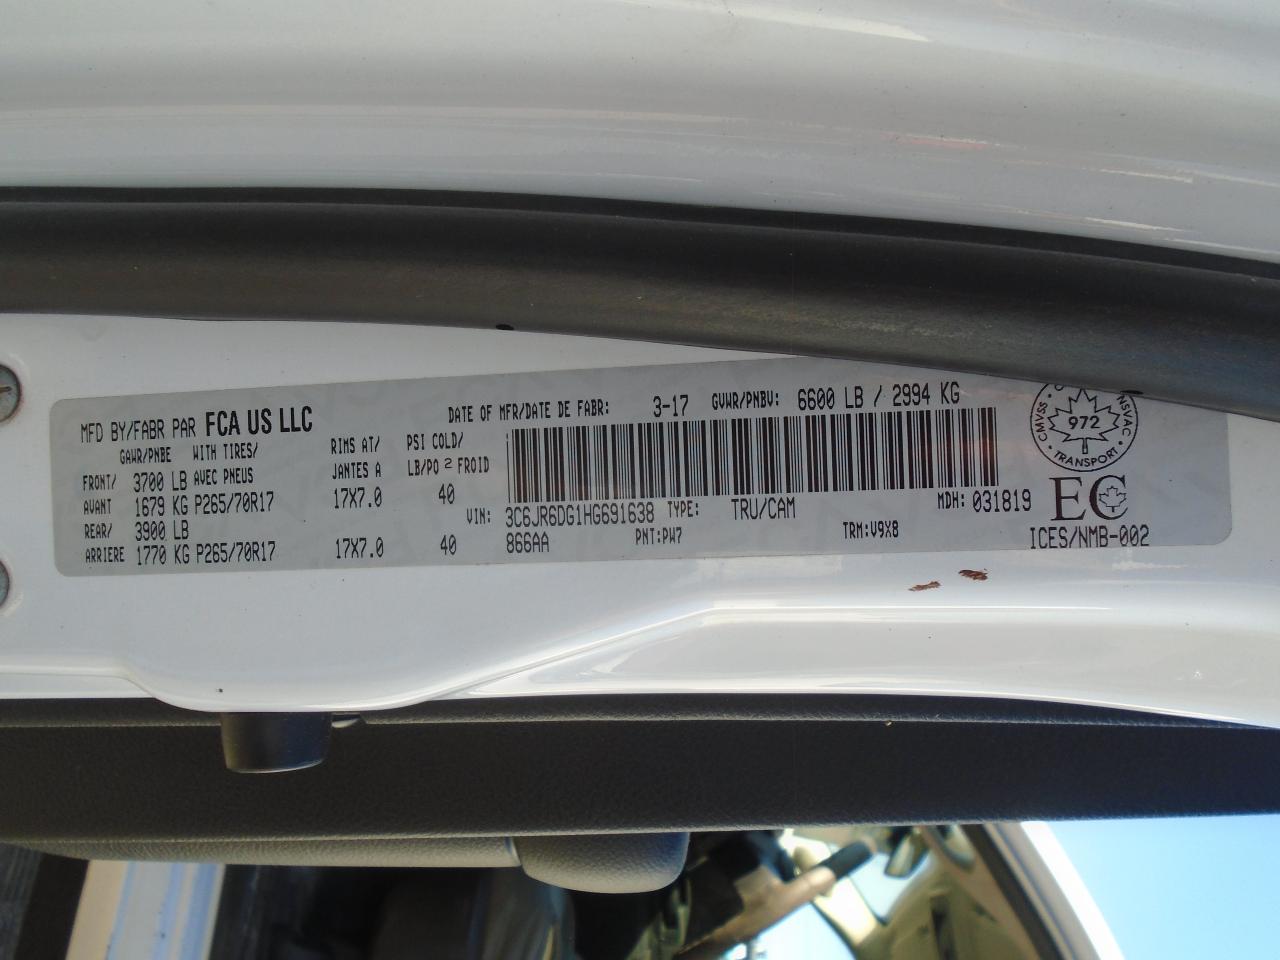 MFD BY/FABR PAR FCA US LLC
DATE OF MFR/DATE DE FABR: 3-17 GVWR/PNBV: 6600 LB / 2994 KG
GAWR/PNBE WITH TIRES/ RIMS AT/ PSI COLD/
FRONT/ 3700 LB AVEC PNEUS JANTES A LB/PO 2 FROID
AVANT 1679 KG P265/70R17 17X7.0 40
REAR/ 3900 LB
ARRIERE 1770 KG P265/70R17 17X7.0 40
VIN: 3C6JR6DG1HG691638 TYPE: TRU/CAM MDH: 031819
866AA PNT:PW7 TRM:V9X8
CMVSS
972
TRANSPORT
EC
ICES/NMB-002